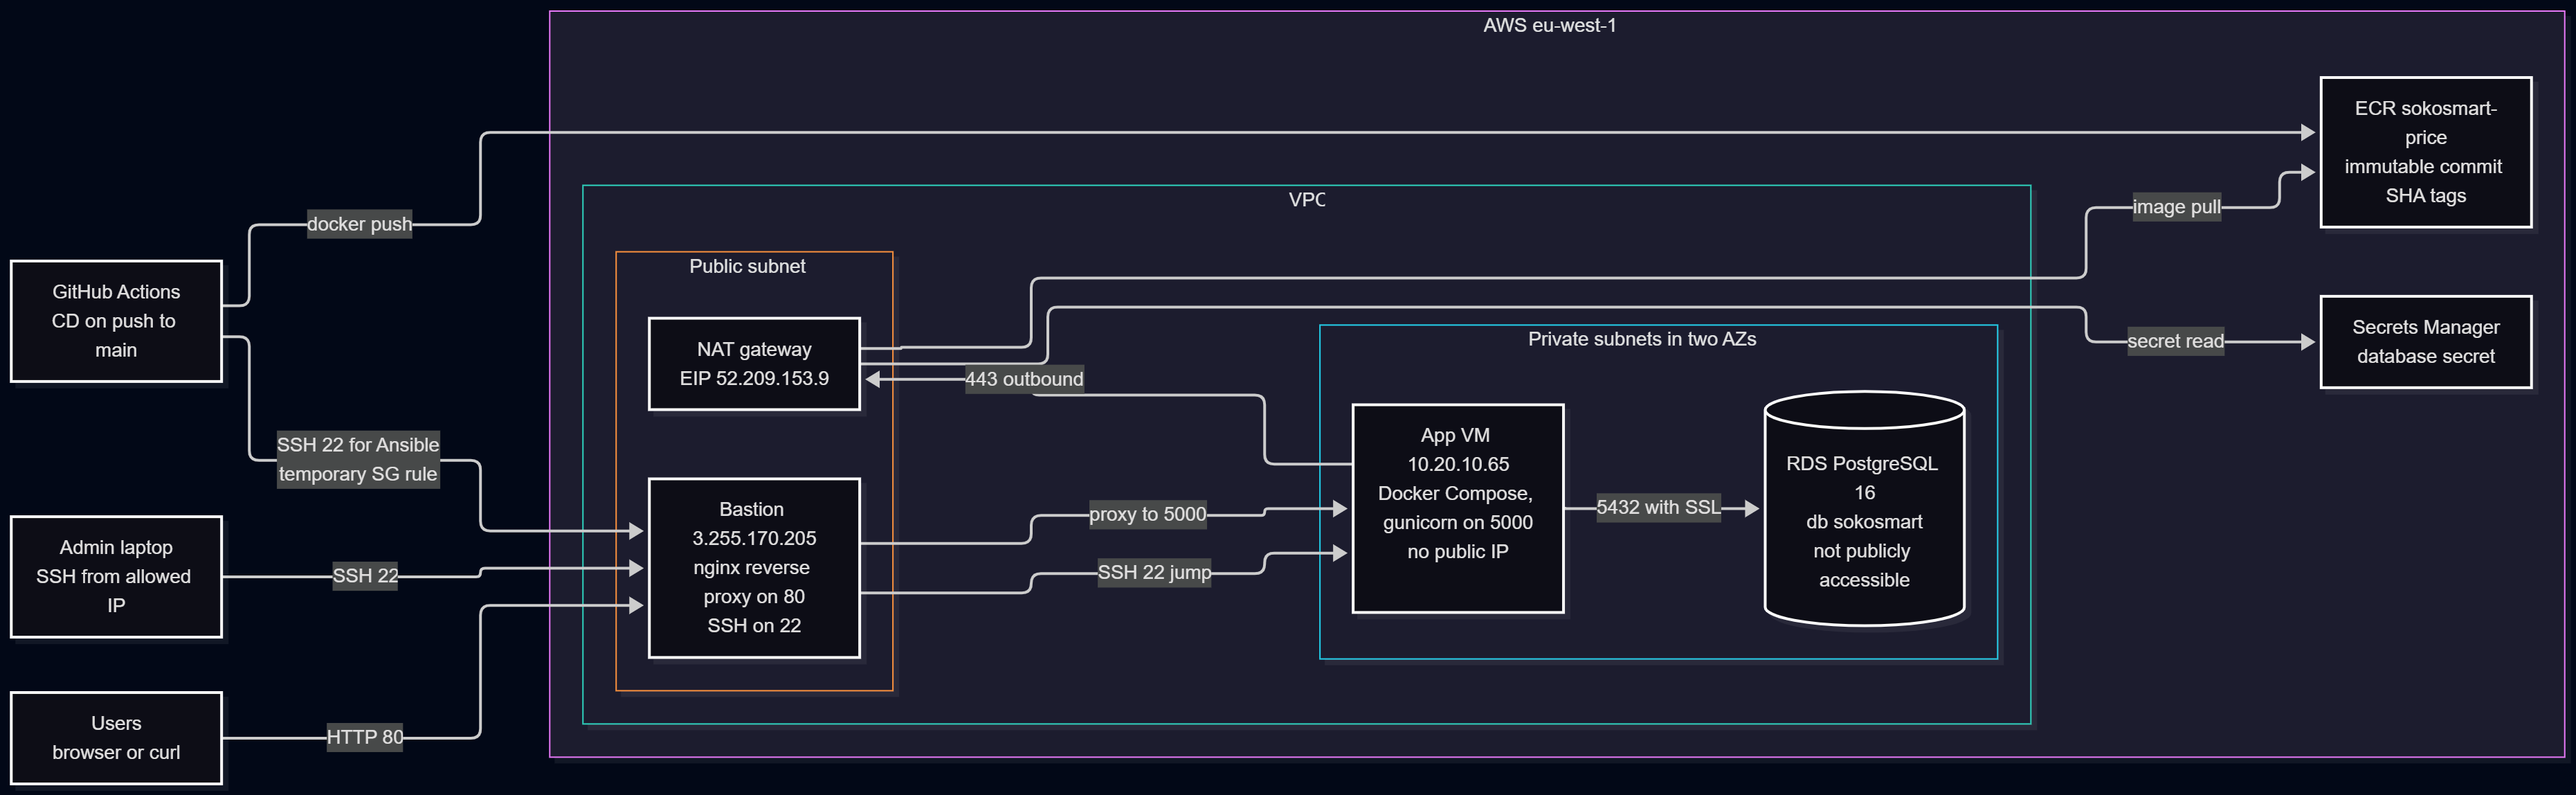 AWS eu-west-1
ECR sokosmart-
price
immutable commit
SHA tags
docker push
VPC
image pull
Public subnet
GitHub Actions
CD on push to
main
NAT gateway
EIP 52.209.153.9
443 outbound
Private subnets in two AZs
secret read
Secrets Manager
database secret
SSH 22 for Ansible
temporary SG rule
App VM
10.20.10.65
Docker Compose,
gunicorn on 5000
no public IP
RDS PostgreSQL
16
db sokosmart
not publicly
accessible
5432 with SSL
Bastion
3.255.170.205
nginx reverse
proxy on 80
SSH on 22
proxy to 5000
SSH 22 jump
Admin laptop
SSH from allowed
IP
SSH 22
Users
browser or curl
HTTP 80